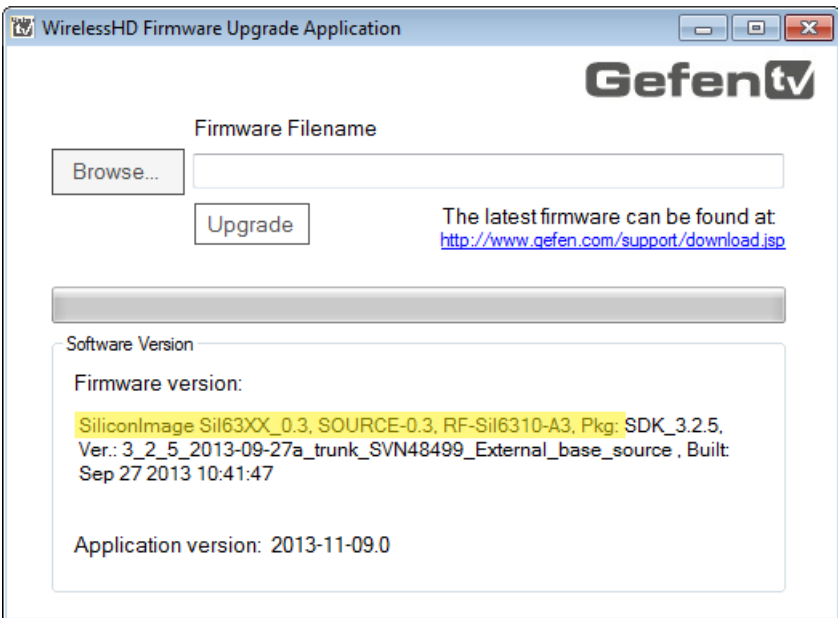 WirelessHD Firmware Upgrade Application
Gefen tv
Firmware Filename
Browse...
Upgrade
The latest firmware can be found at:
http://www.gefen.com/support/download.jsp
Software Version
Firmware version:
SiliconImage SiI63XX_0.3, SOURCE-0.3, RF-SiI6310-A3, Pkg: SDK_3.2.5,
Ver.: 3_2_5_2013-09-27a_trunk_SVN48499_External_base_source , Built:
Sep 27 2013 10:41:47
Application version: 2013-11-09.0